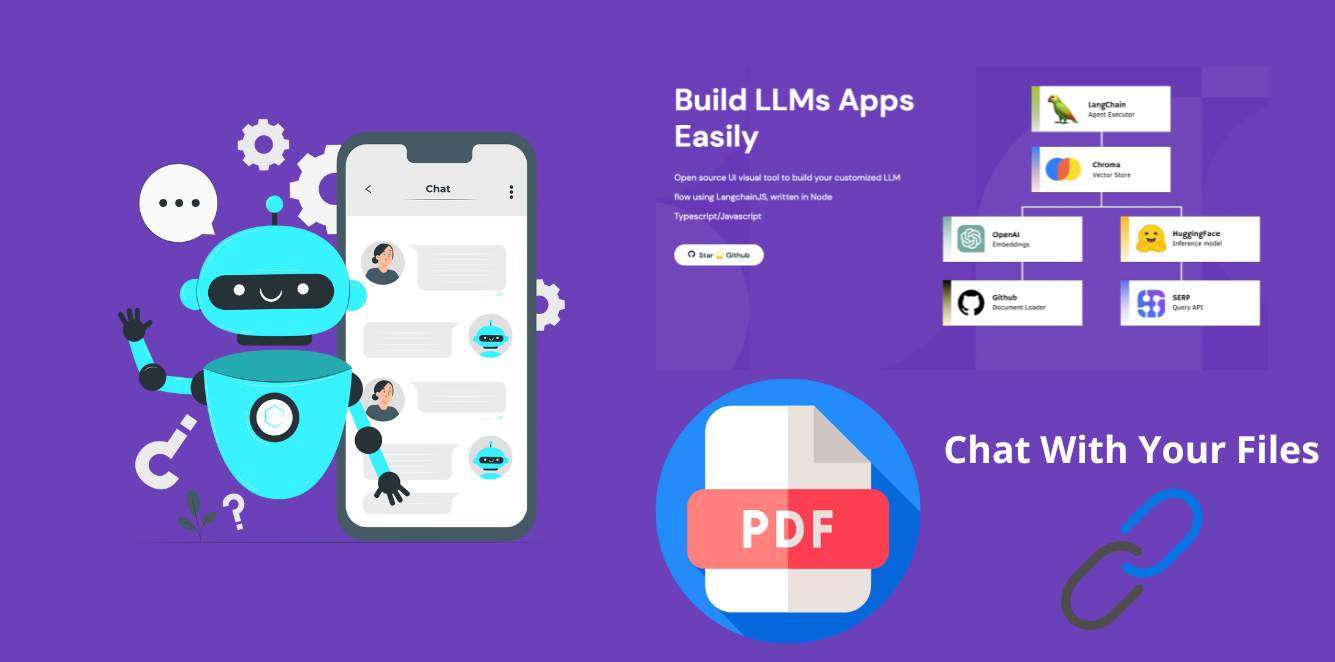 Chat
Build LLMs Apps
Easily
Open source UI visual tool to build your customized LLM
flow using LangchainJS, written in Node
Typescript/Javascript
Star ⭐ Github
LangChain
Agent Executor
Chroma
Vector Store
OpenAI
Embeddings
HuggingFace
Inference model
Github
Document Loader
SERP
Query API
PDF
Chat With Your Files